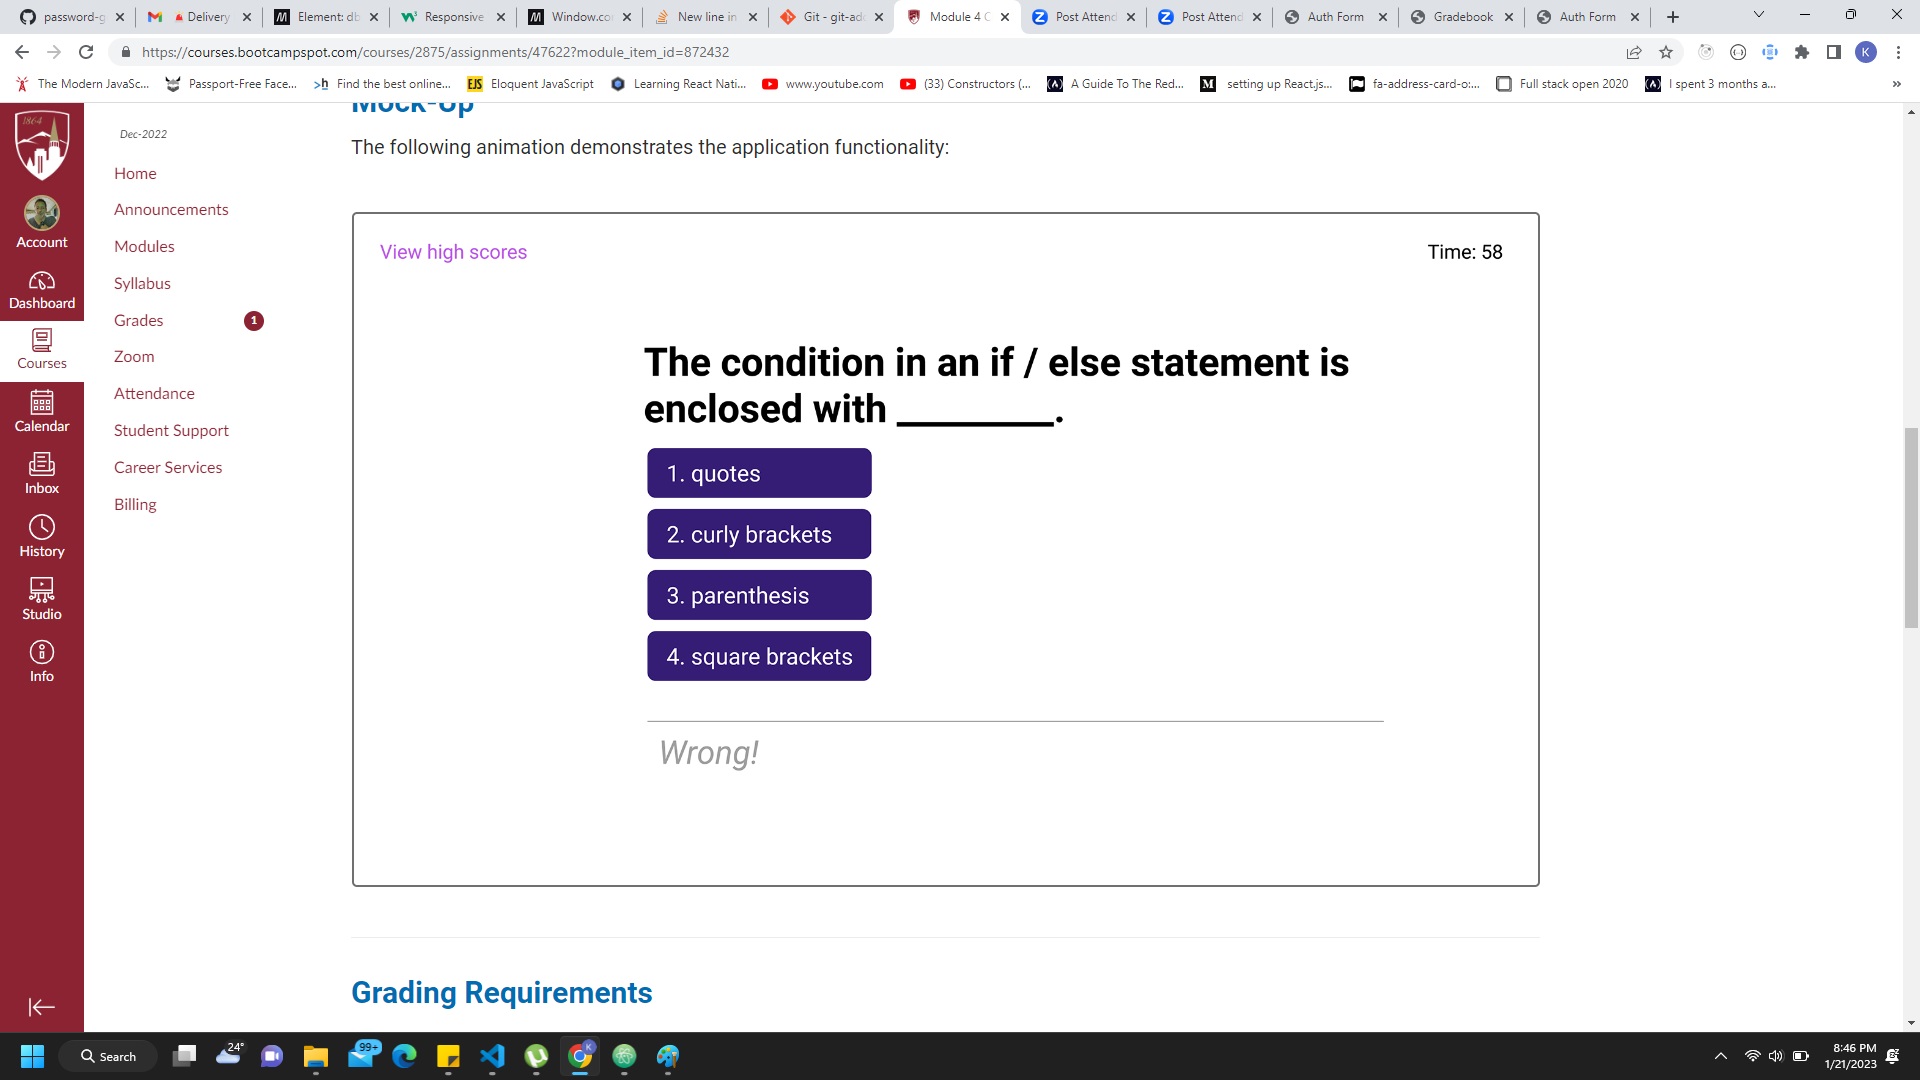 password-g
Delivery
Element: db
Responsive
Window.co
New line in
Git - git-add
Module 4 C
Post Attend
Post Attend
Auth Form
Gradebook
Auth Form
https://courses.bootcampspot.com/courses/2875/assignments/47622?module_item_id=872432
K
The Modern JavaSc...
Passport-Free Face...
Find the best online...
EJS Eloquent JavaScript
Learning React Nati...
www.youtube.com
(33) Constructors (...
A Guide To The Red...
setting up React.js...
fa-address-card-o:...
Full stack open 2020
I spent 3 months a...
1864
Account
Dashboard
Courses
Calendar
Inbox
History
Studio
Info
Dec-2022
Home
Announcements
Modules
Syllabus
Grades
1
Zoom
Attendance
Student Support
Career Services
Billing
Mock-Up
The following animation demonstrates the application functionality:
View high scores
Time: 58
The condition in an if / else statement is
enclosed with ________.
1. quotes
2. curly brackets
3. parenthesis
4. square brackets
Wrong!
Grading Requirements
Search
24°
99+
K
8:46 PM
1/21/2023